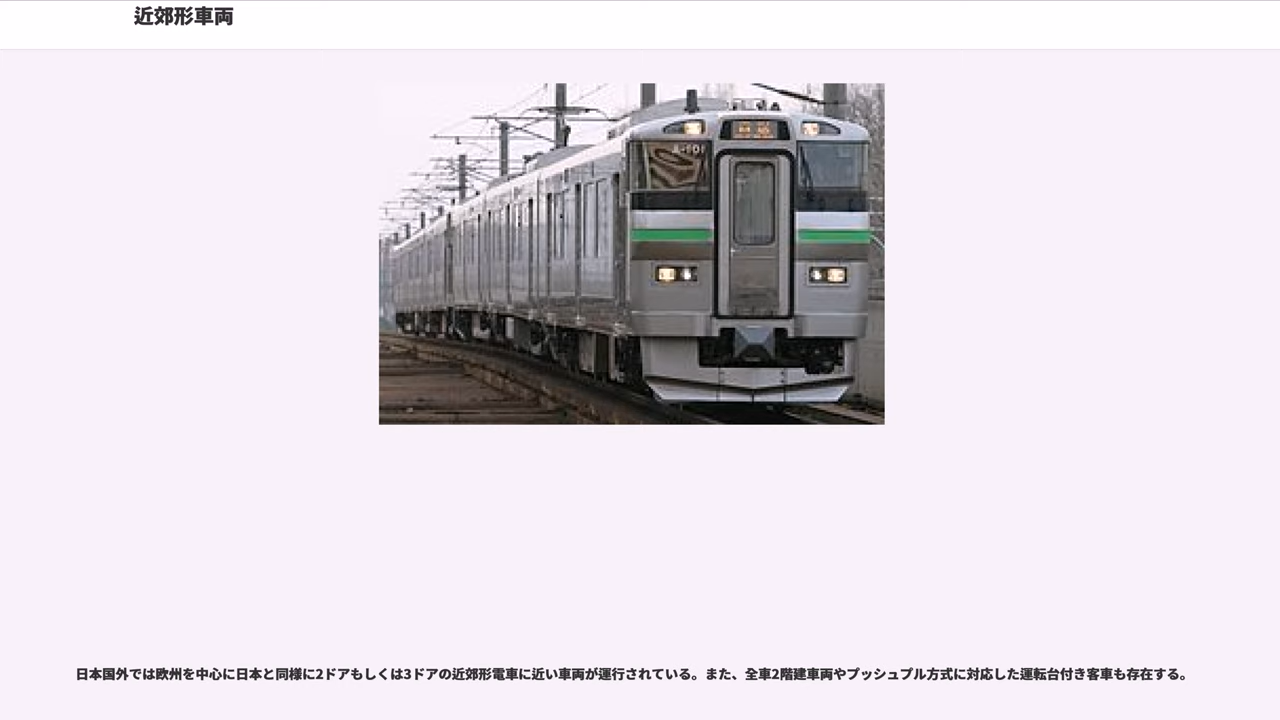 近郊形車両
A-101
日本国外では欧州を中心に日本と同様に2ドアもしくは3ドアの近郊形電車に近い車両が運行されている。また、全車2階建車両やプッシュプル方式に対応した運転台付き客車も存在する。